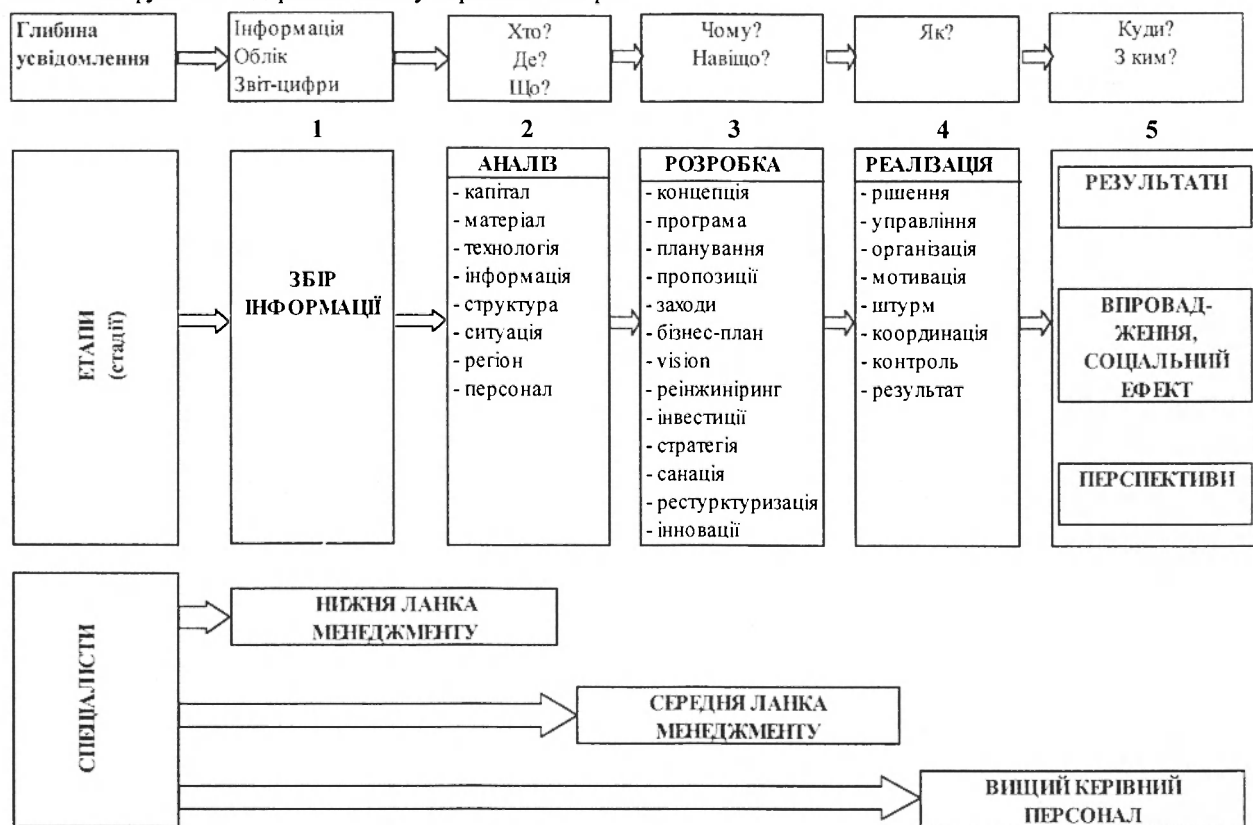 Глибина
усвідомлення
Інформація
Облік
Звіт-цифри
Хто?
Де?
Що?
Чому?
Навіщо?
Як?
Куди?
З ким?
1
2
3
4
5
ЕТАПИ
(стадії)
ЗБІР
ІНФОРМАЦІЇ
АНАЛІЗ
- капітал
- матеріал
- технологія
- інформація
- структура
- ситуація
- регіон
- персонал
РОЗРОБКА
- концепція
- програма
- планування
- пропозиції
- заходи
- бізнес-план
- vision
- реінжиніринг
- інвестиції
- стратегія
- санація
- рестурктуризація
- інновації
РЕАЛІЗАЦІЯ
- рішення
- управління
- організація
- мотивація
- штурм
- координація
- контроль
- результат
РЕЗУЛЬТАТИ
ВПРОВАД-
ЖЕННЯ,
СОЦІАЛЬНИЙ
ЕФЕКТ
ПЕРСПЕКТИВИ
СПЕЦІАЛІСТИ
НИЖНЯ ЛАНКА
МЕНЕДЖМЕНТУ
СЕРЕДНЯ ЛАНКА
МЕНЕДЖМЕНТУ
ВИЩИЙ КЕРІВНИЙ
ПЕРСОНАЛ